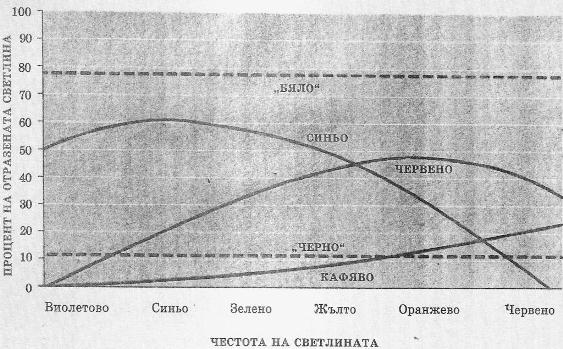 ПРОЦЕНТ НА ОТРАЗЕНАТА СВЕТЛИНА
100
90
80
70
60
50
40
30
20
10
0
„БЯЛО“
СИНЬО
ЧЕРВЕНО
„ЧЕРНО“
КАФЯВО
Виолетово Синьо Зелено Жълто Оранжево Червено
ЧЕСТОТА НА СВЕТЛИНАТА